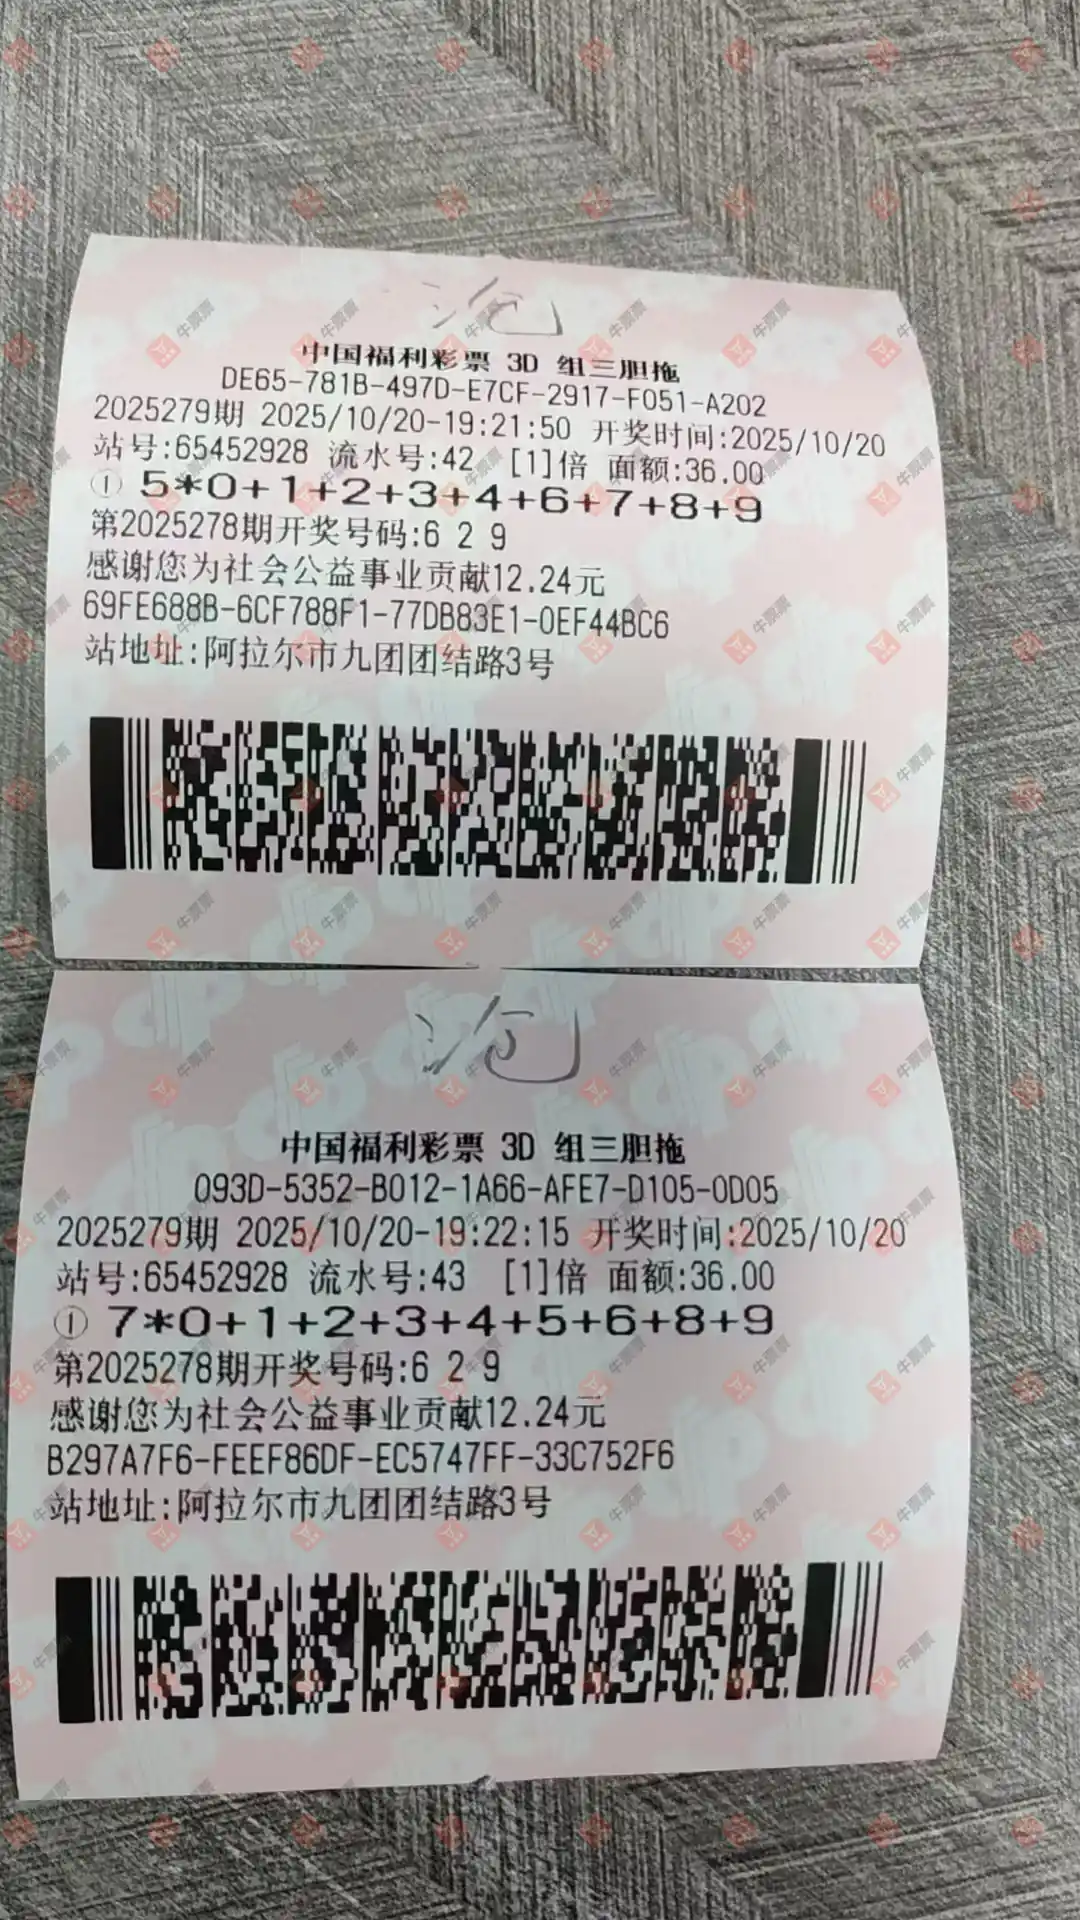 泡
中国福利彩票 3D 组三胆拖
DE65-781B-497D-E7CF-2917-F051-A202
2025279期 2025/10/20-19:21:50 开奖时间:2025/10/20
站号:65452928 流水号:42 [1]倍 面额:36.00
① 5*0+1+2+3+4+6+7+8+9
第2025278期开奖号码:6 2 9
感谢您为社会公益事业贡献12.24元
69FE688B-6CF788F1-77DB83E1-0EF44BC6
站地址:阿拉尔市九团团结路3号
泡
中国福利彩票 3D 组三胆拖
093D-5352-B012-1A66-AFE7-D105-0D05
2025279期 2025/10/20-19:22:15 开奖时间:2025/10/20
站号:65452928 流水号:43 [1]倍 面额:36.00
① 7*0+1+2+3+4+5+6+8+9
第2025278期开奖号码:6 2 9
感谢您为社会公益事业贡献12.24元
B297A7F6-FEEF86DF-EC5747FF-33C752F6
站地址:阿拉尔市九团团结路3号
牛票票